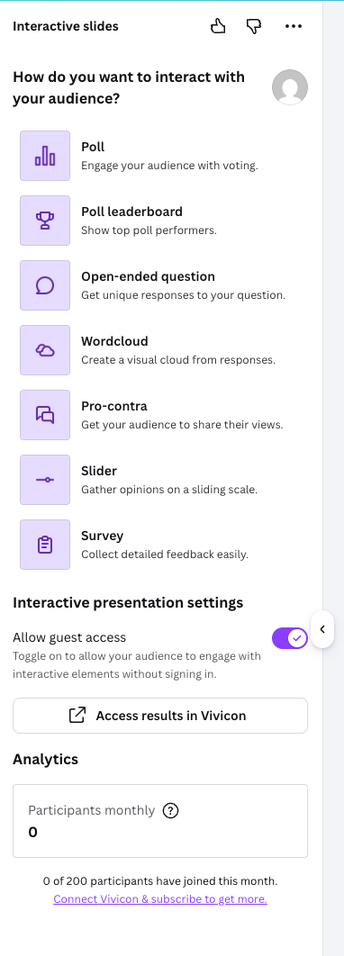 Interactive slides
How do you want to interact with
your audience?
Poll
Engage your audience with voting.
Poll leaderboard
Show top poll performers.
Open-ended question
Get unique responses to your question.
Wordcloud
Create a visual cloud from responses.
Pro-contra
Get your audience to share their views.
Slider
Gather opinions on a sliding scale.
Survey
Collect detailed feedback easily.
Interactive presentation settings
Allow guest access
Toggle on to allow your audience to engage with
interactive elements without signing in.
Access results in Vivicon
Analytics
Participants monthly ?
0
0 of 200 participants have joined this month.
Connect Vivicon & subscribe to get more.